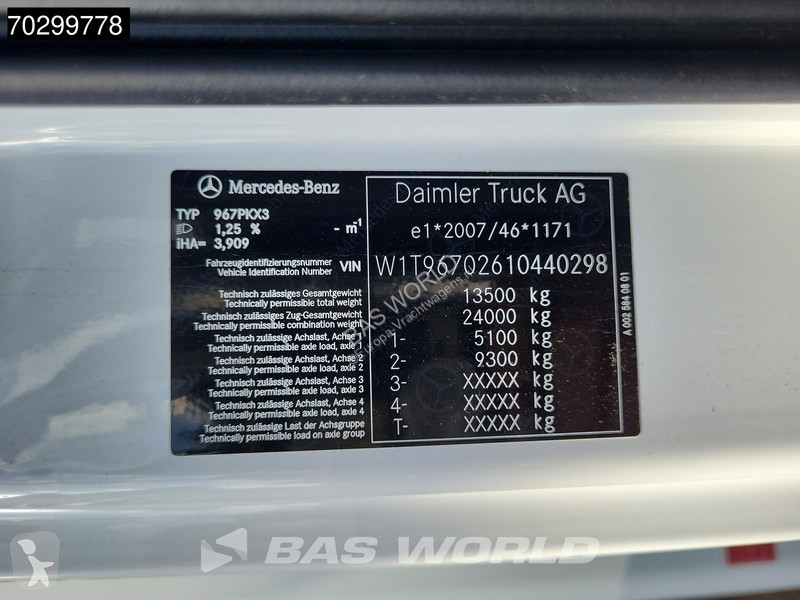 70299778
Mercedes-Benz
TYP 967PKX3
1,25 % - m⁻¹
iHA= 3,909
Fahrzeugidentifizierungsnummer
Vehicle Identification Number VIN
Technisch zulässiges Gesamtgewicht
Technically permissible total weight
Technisch zulässiges Zug-Gesamtgewicht
Technically permissible combination weight
Technisch zulässige Achslast, Achse 1
Technically permissible axle load, axle 1
Technisch zulässige Achslast, Achse 2
Technically permissible axle load, axle 2
Technisch zulässige Achslast, Achse 3
Technically permissible axle load, axle 3
Technisch zulässige Achslast, Achse 4
Technically permissible axle load, axle 4
Technisch zulässige Last der Achsgruppe
Technically permissible load on axle group
Daimler Truck AG
e1*2007/46*1171
W1T96702610440298
13500 kg
24000 kg
1- 5100 kg
2- 9300 kg
3- XXXXX kg
4- XXXXX kg
T- XXXXX kg
A 002 584 08 01
BAS WORLD
Europa Vrachtwagens
BAS WORLD